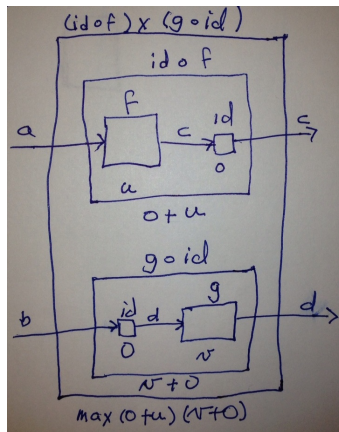 (id∘f) × (g∘id)
id∘f
f
id
a
c
c
u
0
0+u
g∘id
g
id
b
d
d
0
v
v+0
max(0+u)(v+0)